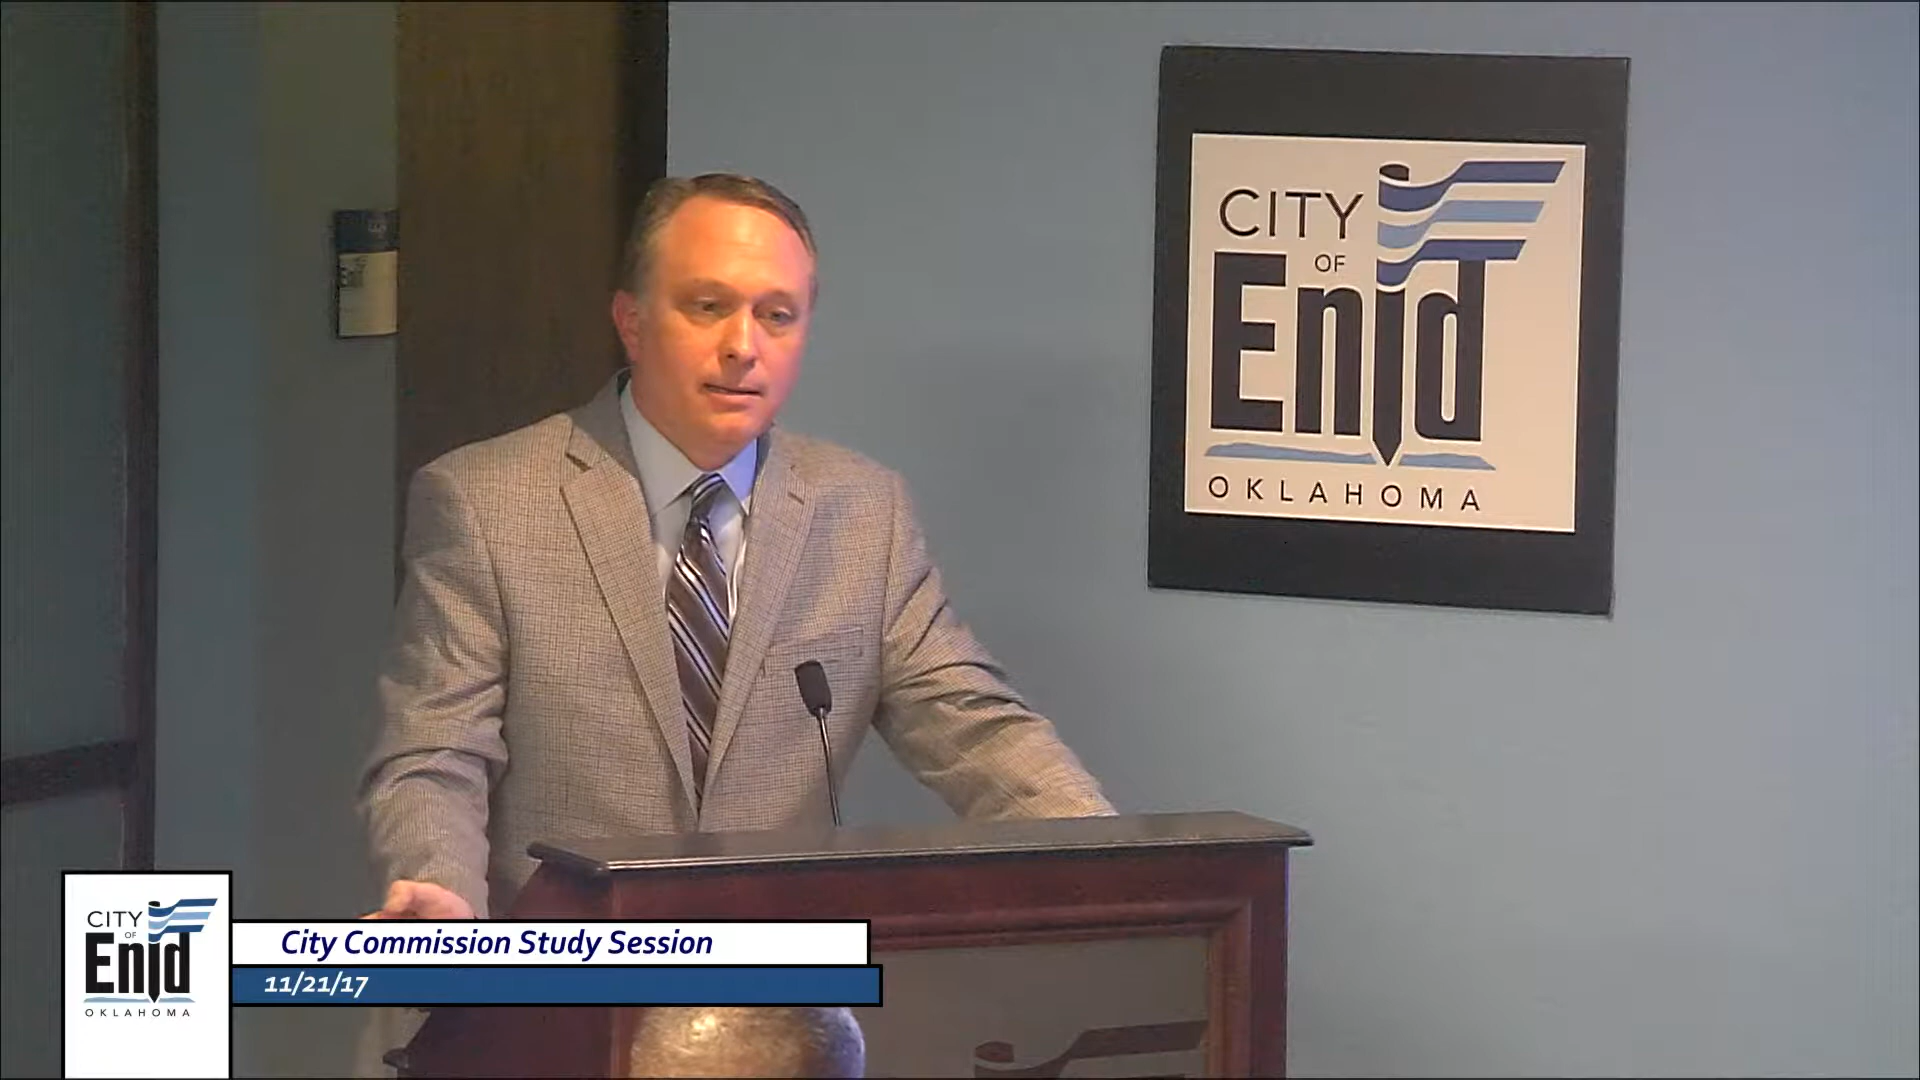 CITY
OF
Enid
OKLAHOMA
CITY
OF
Enid
OKLAHOMA
City Commission Study Session
11/21/17